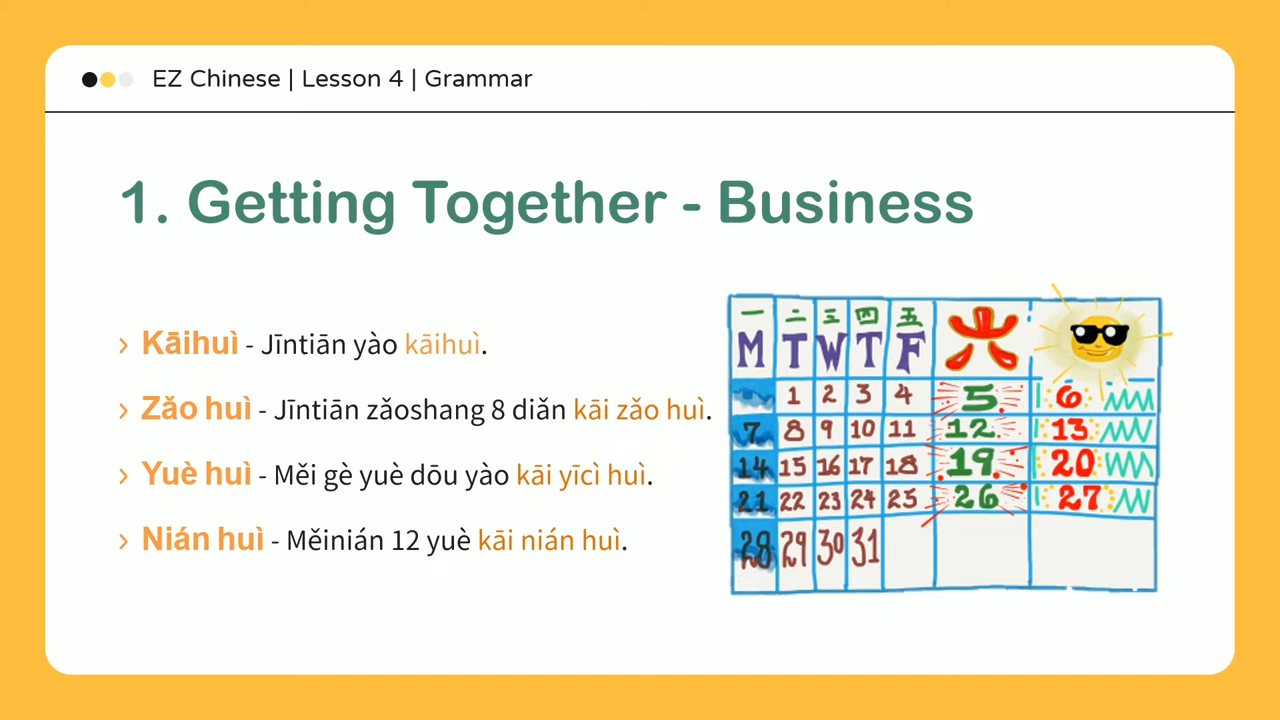 EZ Chinese | Lesson 4 | Grammar
1. Getting Together - Business
› Kāihuì - Jīntiān yào kāihuì.
› Zǎo huì - Jīntiān zǎoshang 8 diǎn kāi zǎo huì.
› Yuè huì - Měi gè yuè dōu yào kāi yīcì huì.
› Nián huì - Měinián 12 yuè kāi nián huì.
一 二 三 四 五
M T W T F 六
1 2 3 4 5 6
7 8 9 10 11 12 13
14 15 16 17 18 19 20
21 22 23 24 25 26 27
28 29 30 31